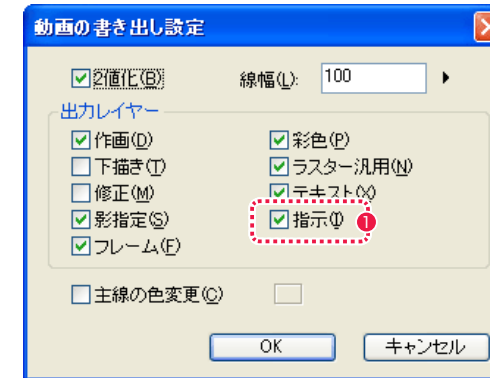 動画の書き出し設定
2値化(B) 線幅(L): 100
出力レイヤー
作画(D) 彩色(P)
下描き(T) ラスター汎用(N)
修正(M) テキスト(X)
影指定(S) 指示(I) 1
フレーム(F)
主線の色変更(C)
OK キャンセル